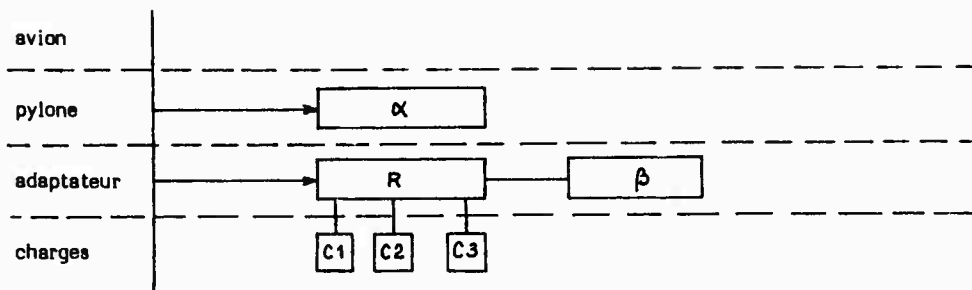 avion
pylone
α
adaptateur
R
β
charges
C1
C2
C3